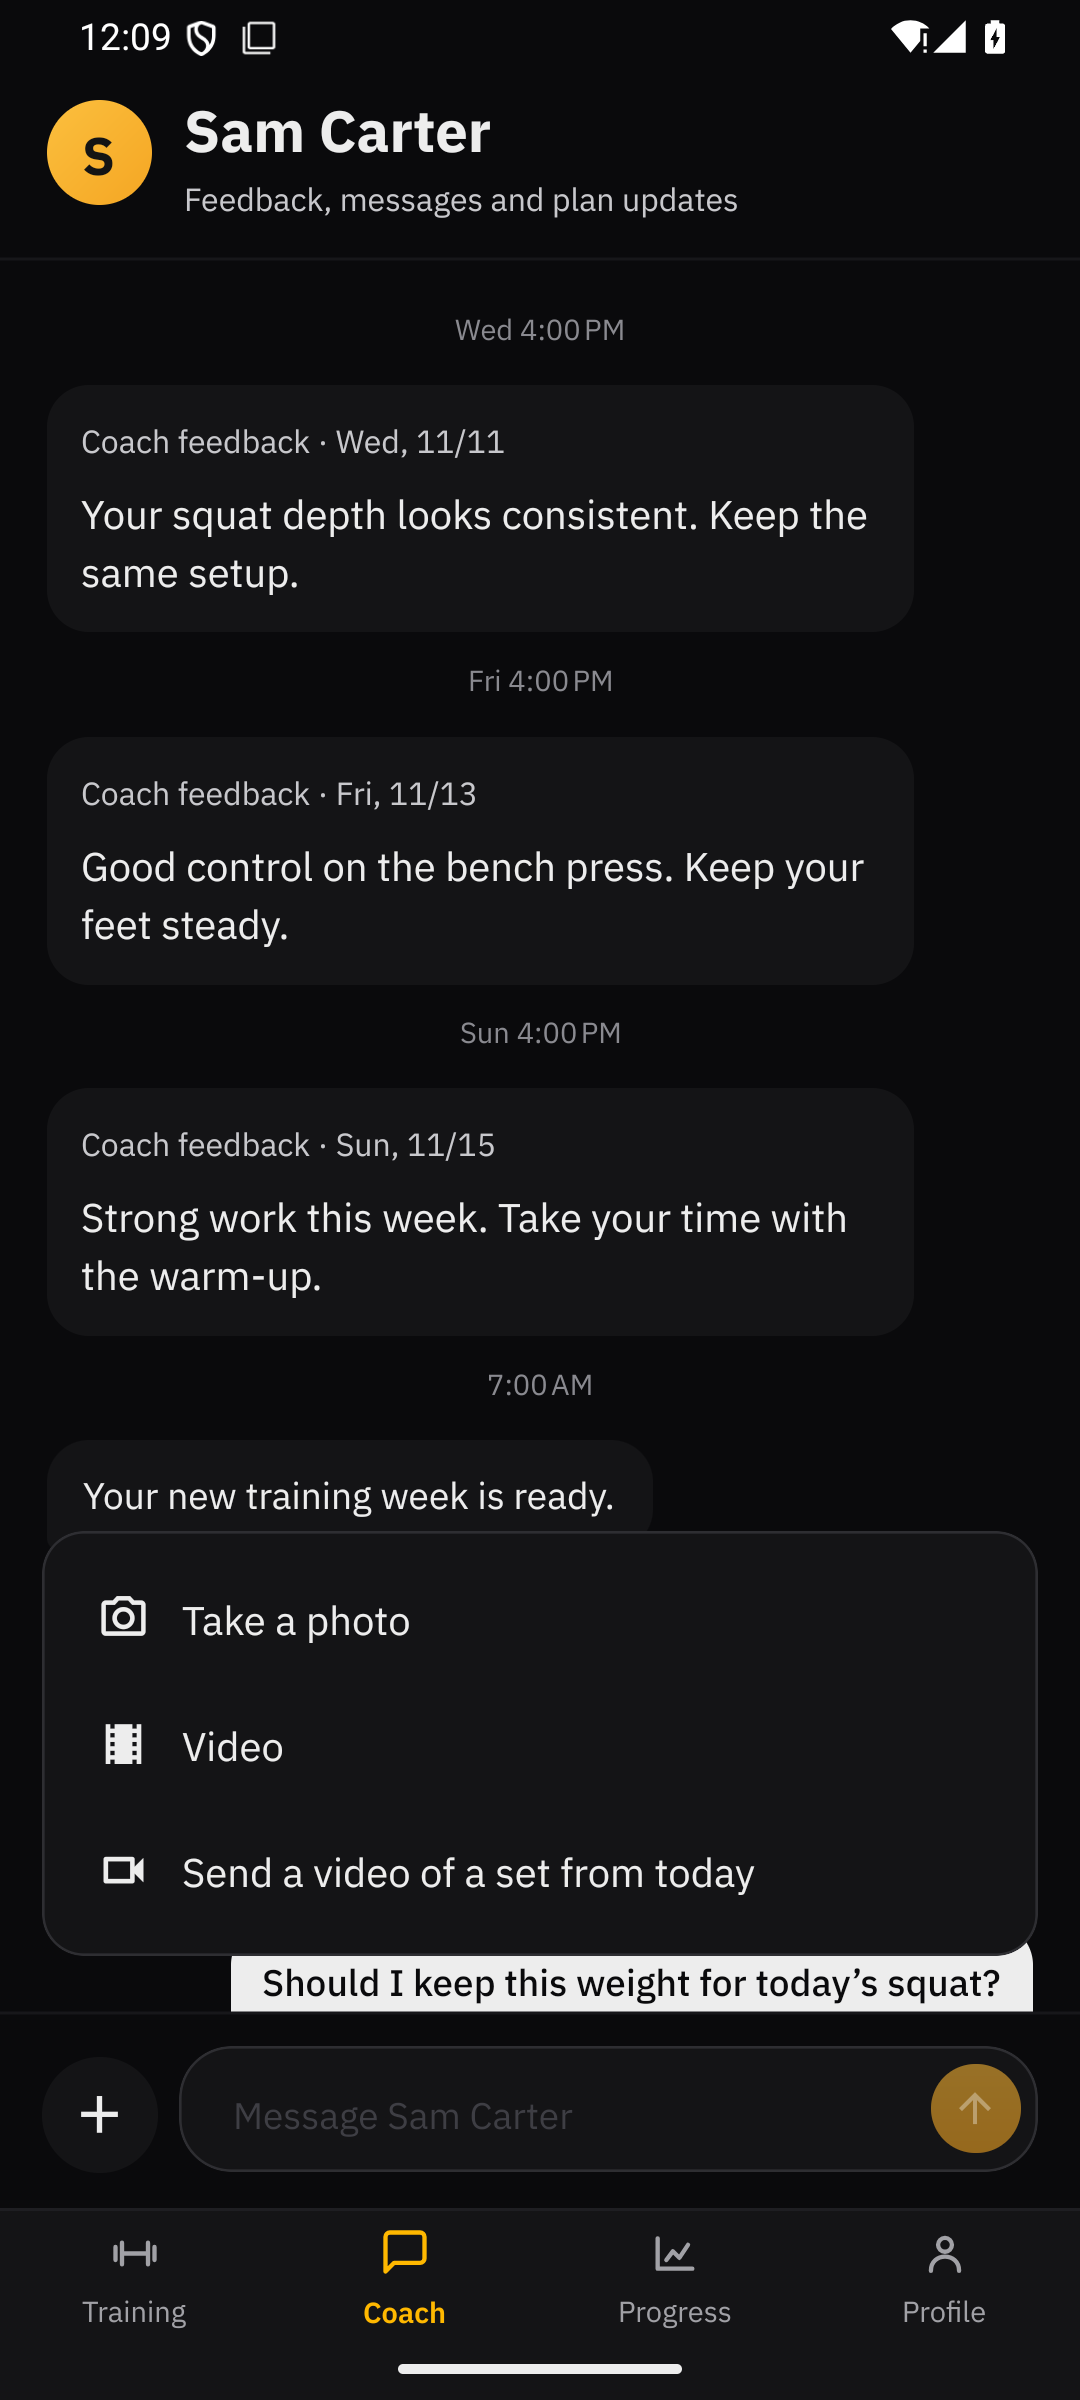 12:09
S
Sam Carter
Feedback, messages and plan updates
Wed 4:00 PM
Coach feedback · Wed, 11/11
Your squat depth looks consistent. Keep the
same setup.
Fri 4:00 PM
Coach feedback · Fri, 11/13
Good control on the bench press. Keep your
feet steady.
Sun 4:00 PM
Coach feedback · Sun, 11/15
Strong work this week. Take your time with
the warm-up.
7:00 AM
Your new training week is ready.
Take a photo
Video
Send a video of a set from today
Should I keep this weight for today’s squat?
Message Sam Carter
Training
Coach
Progress
Profile